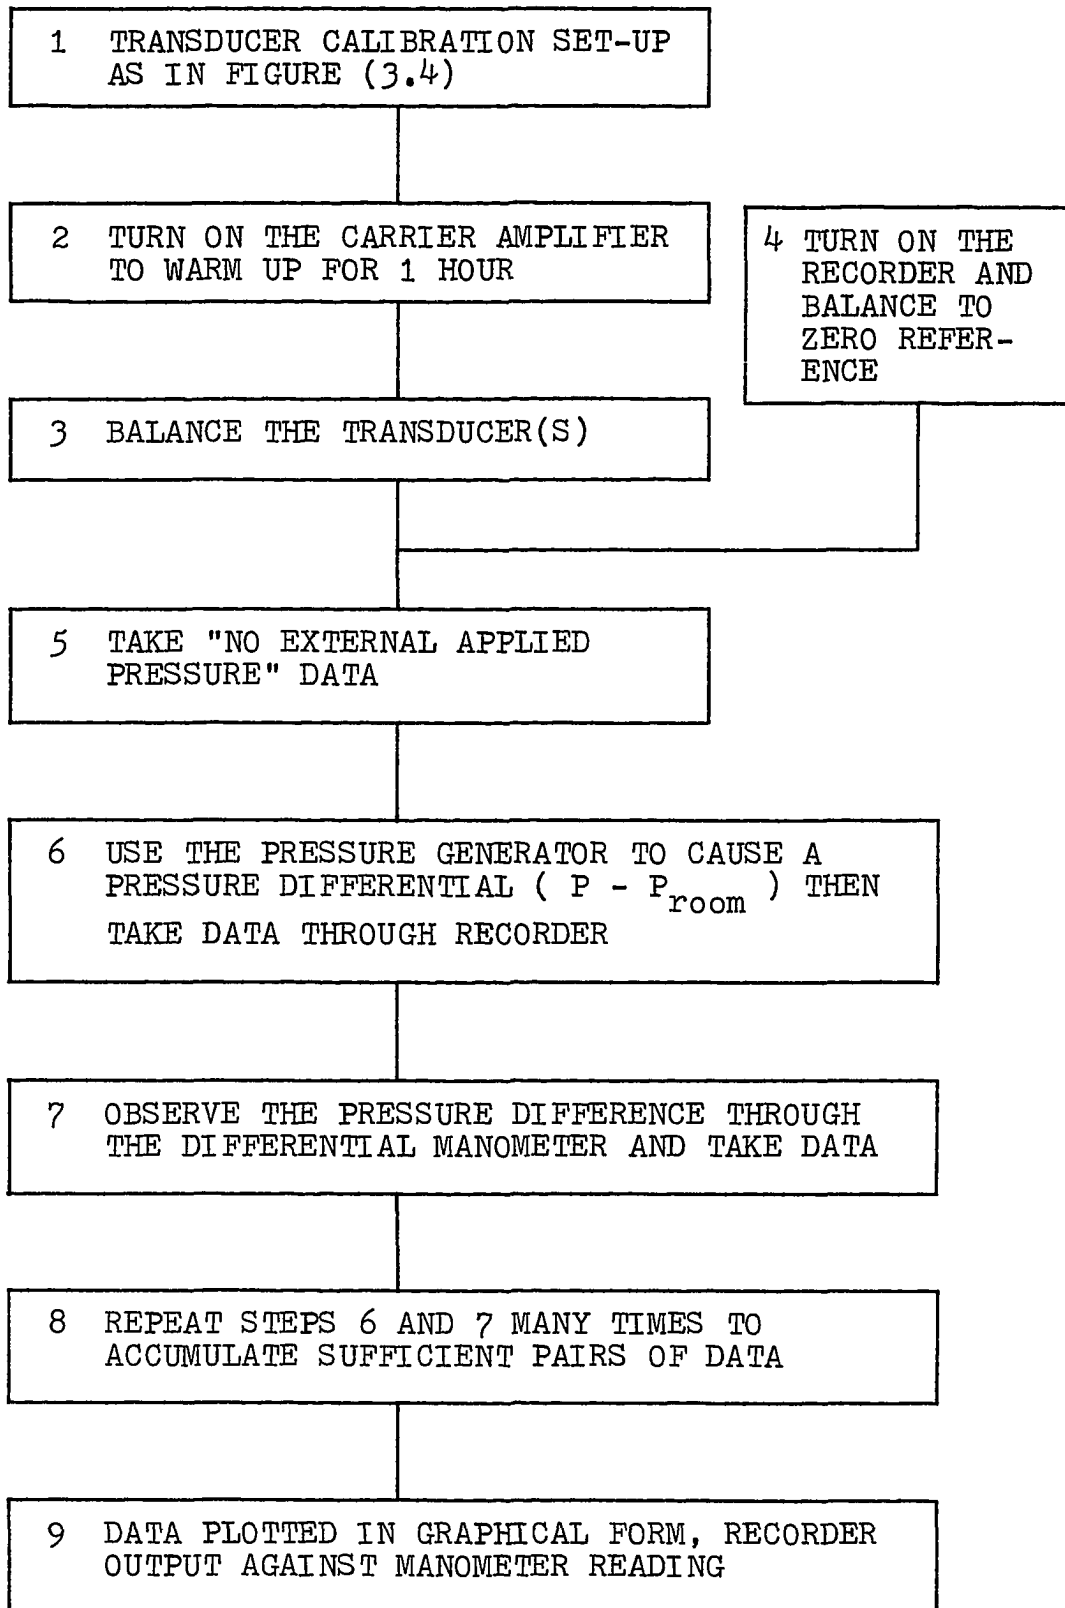 1 TRANSDUCER CALIBRATION SET-UP
AS IN FIGURE (3.4)
2 TURN ON THE CARRIER AMPLIFIER
TO WARM UP FOR 1 HOUR
3 BALANCE THE TRANSDUCER(S)
4 TURN ON THE
RECORDER AND
BALANCE TO
ZERO REFER-
ENCE
5 TAKE "NO EXTERNAL APPLIED
PRESSURE" DATA
6 USE THE PRESSURE GENERATOR TO CAUSE A
PRESSURE DIFFERENTIAL ( P - Proom ) THEN
TAKE DATA THROUGH RECORDER
7 OBSERVE THE PRESSURE DIFFERENCE THROUGH
THE DIFFERENTIAL MANOMETER AND TAKE DATA
8 REPEAT STEPS 6 AND 7 MANY TIMES TO
ACCUMULATE SUFFICIENT PAIRS OF DATA
9 DATA PLOTTED IN GRAPHICAL FORM, RECORDER
OUTPUT AGAINST MANOMETER READING